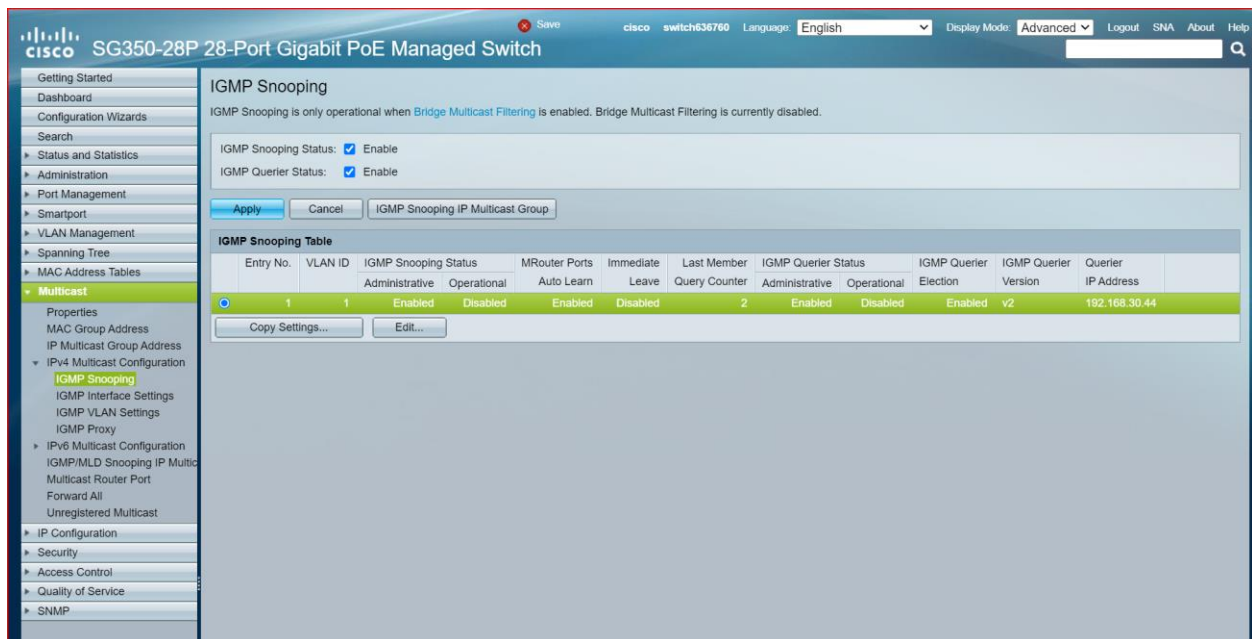 Save cisco switch636760 Language: English Display Mode: Advanced Logout SNA About Help
CISCO SG350-28P 28-Port Gigabit PoE Managed Switch
Getting Started
Dashboard
Configuration Wizards
Search
Status and Statistics
Administration
Port Management
Smartport
VLAN Management
Spanning Tree
MAC Address Tables
Multicast
Properties
MAC Group Address
IP Multicast Group Address
IPv4 Multicast Configuration
IGMP Snooping
IGMP Interface Settings
IGMP VLAN Settings
IGMP Proxy
IPv6 Multicast Configuration
IGMP/MLD Snooping IP Multic
Multicast Router Port
Forward All
Unregistered Multicast
IP Configuration
Security
Access Control
Quality of Service
SNMP
IGMP Snooping
IGMP Snooping is only operational when Bridge Multicast Filtering is enabled. Bridge Multicast Filtering is currently disabled.
IGMP Snooping Status: Enable
IGMP Querier Status: Enable
Apply Cancel IGMP Snooping IP Multicast Group
IGMP Snooping Table
Entry No. VLAN ID IGMP Snooping Status MRouter Ports Immediate Last Member IGMP Querier Status IGMP Querier IGMP Querier Querier
Administrative Operational Auto Learn Leave Query Counter Administrative Operational Election Version IP Address
1 1 Enabled Disabled Enabled Disabled 2 Enabled Disabled Enabled v2 192.168.30.44
Copy Settings... Edit...